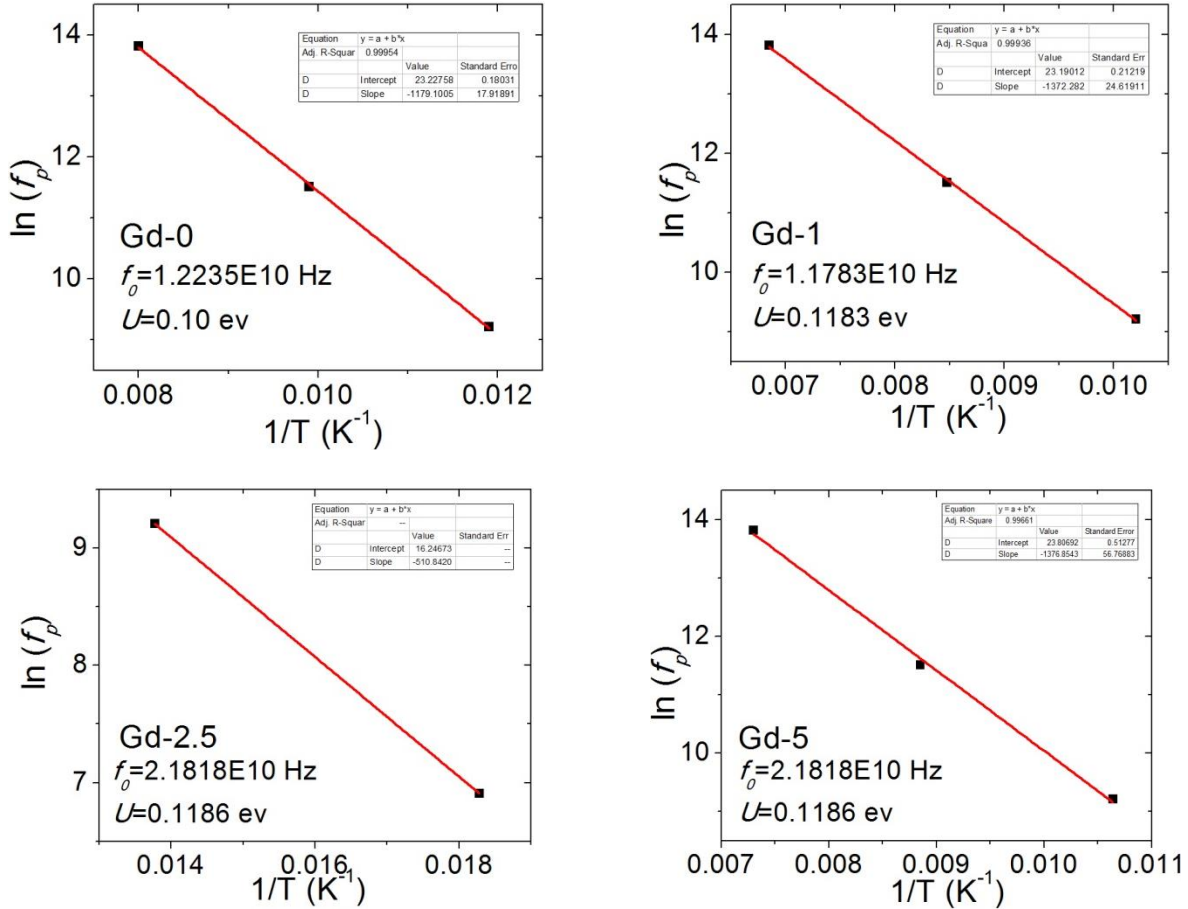 14
12
10
ln (fₚ)
Equation y = a + b*x
Adj. R-Squar 0.99954
Value Standard Erro
D Intercept 23.22758 0.18031
D Slope -1179.1005 17.91891
Gd-0
f₀=1.2235E10 Hz
U=0.10 ev
0.008 0.010 0.012
1/T (K⁻¹)
14
12
10
ln (fₚ)
Equation y = a + b*x
Adj. R-Squa 0.99936
Value Standard Err
D Intercept 23.19012 0.21219
D Slope -1372.282 24.61911
Gd-1
f₀=1.1783E10 Hz
U=0.1183 ev
0.007 0.008 0.009 0.010
1/T (K⁻¹)
9
8
7
ln (fₚ)
Equation y = a + b*x
Adj. R-Squar --
Value Standard Err
D Intercept 16.24673 --
D Slope -510.8420 --
Gd-2.5
f₀=2.1818E10 Hz
U=0.1186 ev
0.014 0.016 0.018
1/T (K⁻¹)
14
12
10
ln (fₚ)
Equation y = a + b*x
Adj. R-Square 0.99661
Value Standard Error
D Intercept 23.80692 0.51277
D Slope -1376.8543 56.76883
Gd-5
f₀=2.1818E10 Hz
U=0.1186 ev
0.007 0.009 0.010 0.011
1/T (K⁻¹)